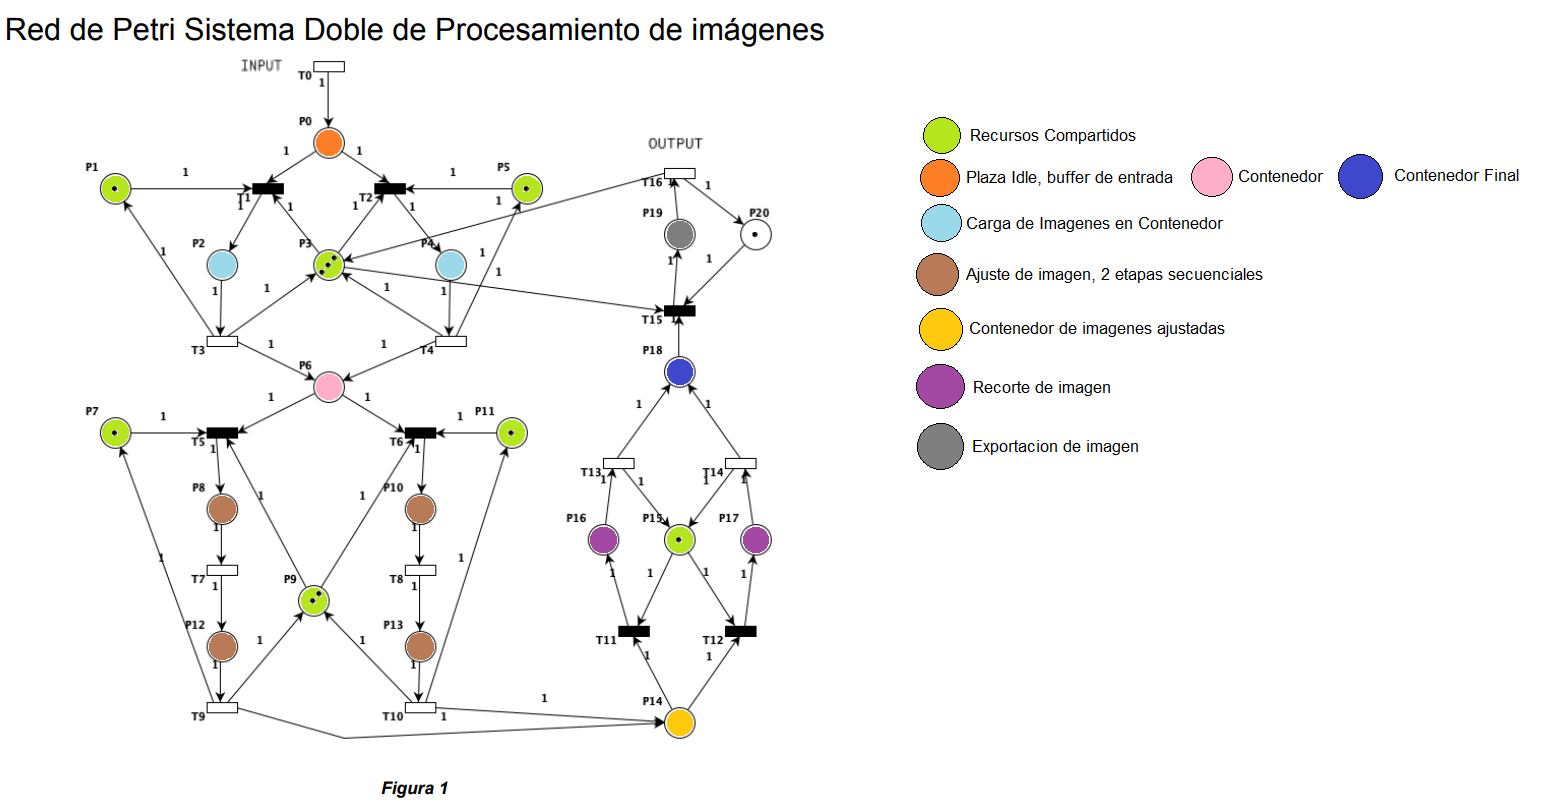 Red de Petri Sistema Doble de Procesamiento de imágenes
INPUT
T0
1
P0
1 1
OUTPUT
P1
1
T1
1
1
T2
1
1
1
P5
1
T16
1
1
P2
P3
P4
P19
P20
1
1
1
1
1
1
1
1
1
1
T15
1
T3
1
1
T4
P18
P6
1
1
1
1
P7
1
T5
1
T6
1
1
P11
T13
1
1
T14
1
1
P8
1
1
1
P10
1
P16
P15
P17
1
T7
1
P9
T8
1
1
1
1
1
1
P12
1
1
1
P13
1
T11
1
T12
1
T9
T10
1
1
P14
Figura 1
Recursos Compartidos
Plaza Idle, buffer de entrada
Contenedor
Contenedor Final
Carga de Imagenes en Contenedor
Ajuste de imagen, 2 etapas secuenciales
Contenedor de imagenes ajustadas
Recorte de imagen
Exportacion de imagen